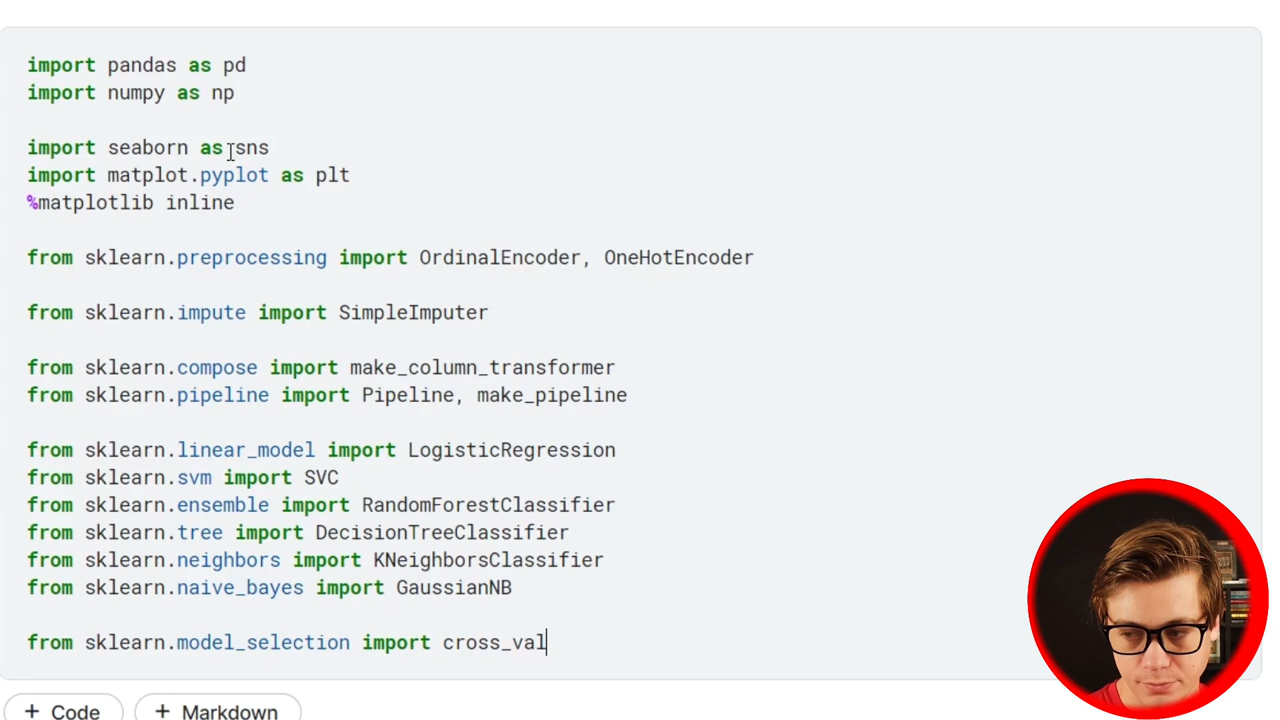 import pandas as pd
import numpy as np
import seaborn as sns
import matplot.pyplot as plt
%matplotlib inline
from sklearn.preprocessing import OrdinalEncoder, OneHotEncoder
from sklearn.impute import SimpleImputer
from sklearn.compose import make_column_transformer
from sklearn.pipeline import Pipeline, make_pipeline
from sklearn.linear_model import LogisticRegression
from sklearn.svm import SVC
from sklearn.ensemble import RandomForestClassifier
from sklearn.tree import DecisionTreeClassifier
from sklearn.neighbors import KNeighborsClassifier
from sklearn.naive_bayes import GaussianNB
from sklearn.model_selection import cross_val
+ Code + Markdown